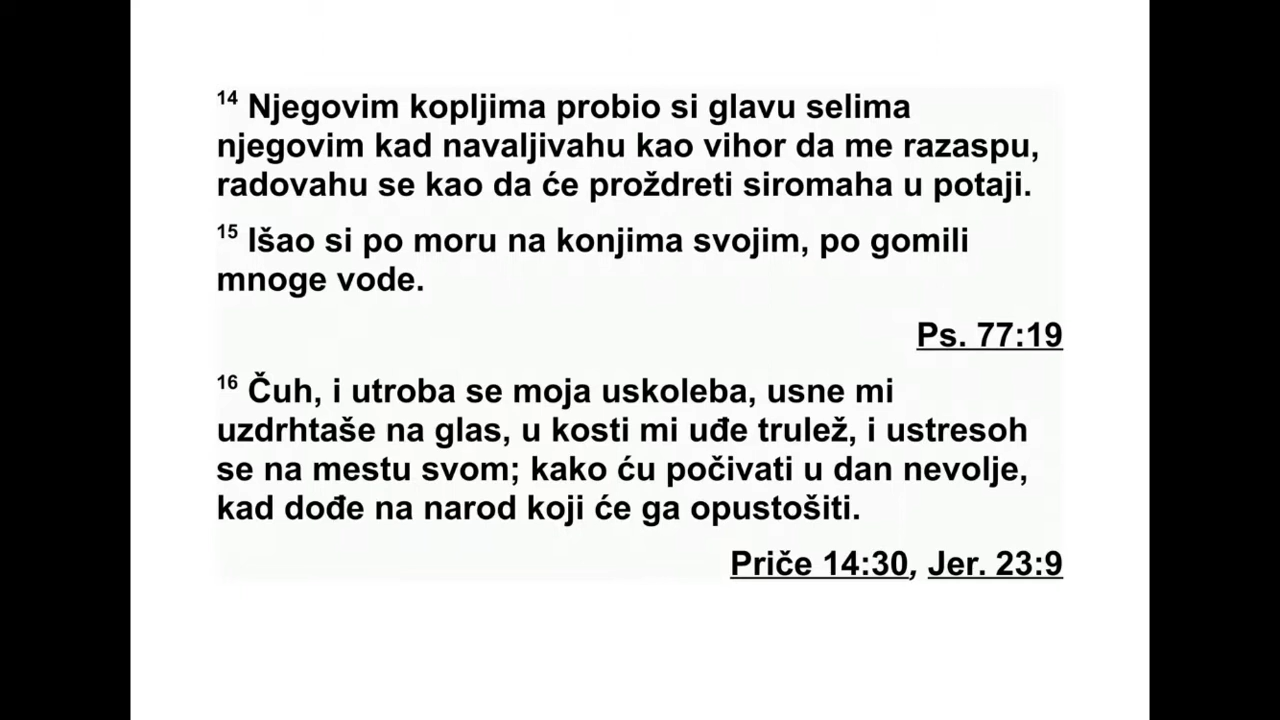 14 Njegovim kopljima probio si glavu selima
njegovim kad navaljivahu kao vihor da me razaspu,
radovahu se kao da će proždreti siromaha u potaji.
15 Išao si po moru na konjima svojim, po gomili
mnoge vode.
Ps. 77:19
16 Čuh, i utroba se moja uskoleba, usne mi
uzdrhtaše na glas, u kosti mi uđe trulež, i ustresoh
se na mestu svom; kako ću počivati u dan nevolje,
kad dođe na narod koji će ga opustošiti.
Priče 14:30, Jer. 23:9